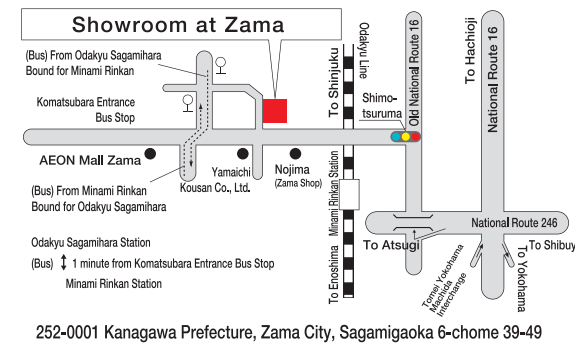 Showroom at Zama
(Bus) From Odakyu Sagamihara
Bound for Minami Rinkan
Komatsubara Entrance
Bus Stop
To Shinjuku
Odakyu Line
Shimo-
tsuruma
Old National Route 16
To Hachioji
National Route 16
AEON Mall Zama
Yamaichi
Kousan Co., Ltd.
Nojima
(Zama Shop)
Minami Rinkan Station
(Bus) From Minami Rinkan
Bound for Odakyu Sagamihara
National Route 246
To Atsugi
To Shibuy
Tomei Yokohama
Machida
Interchange
To Yokohama
To Enoshima
Odakyu Sagamihara Station
(Bus) ↕ 1 minute from Komatsubara Entrance Bus Stop
Minami Rinkan Station
252-0001 Kanagawa Prefecture, Zama City, Sagamigaoka 6-chome 39-49